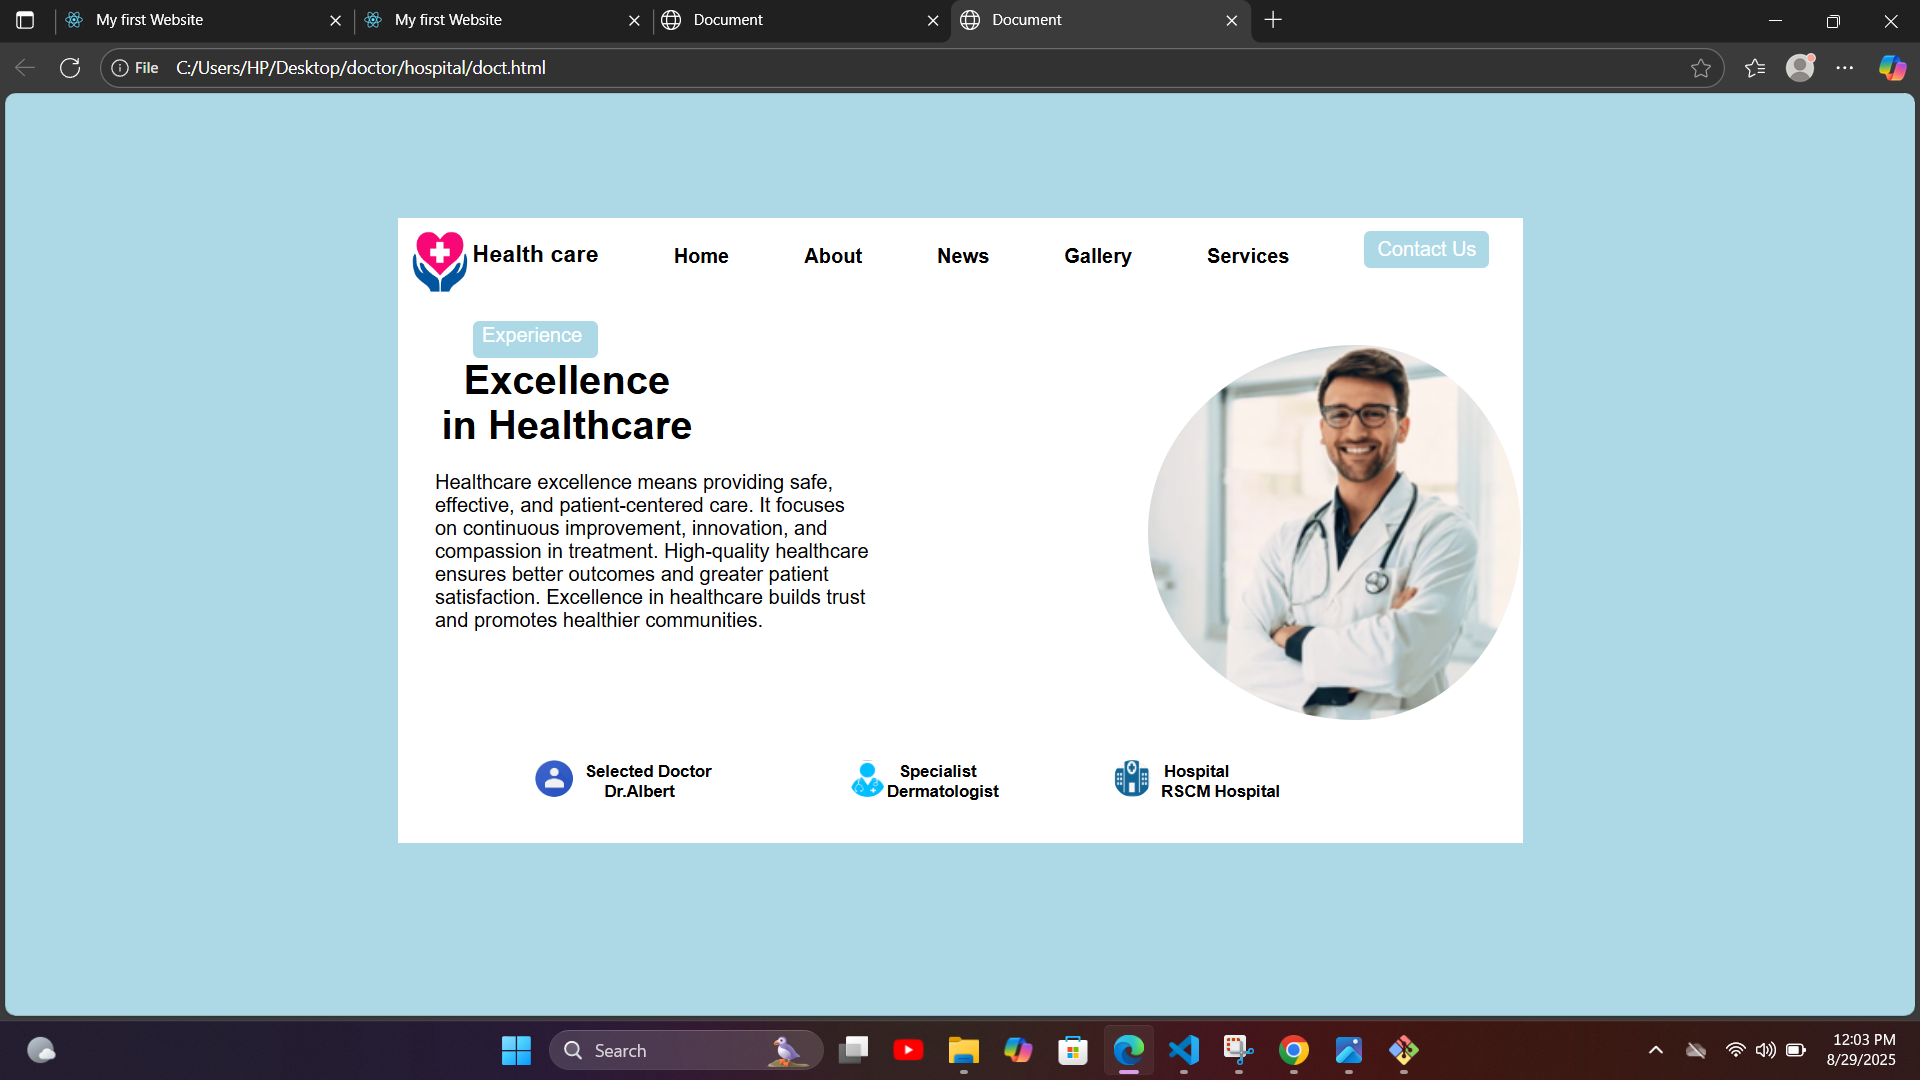 My first Website
My first Website
Document
Document
File C:/Users/HP/Desktop/doctor/hospital/doct.html
Health care
Home
About
News
Gallery
Services
Contact Us
Experience
Excellence
in Healthcare
Healthcare excellence means providing safe,
effective, and patient-centered care. It focuses
on continuous improvement, innovation, and
compassion in treatment. High-quality healthcare
ensures better outcomes and greater patient
satisfaction. Excellence in healthcare builds trust
and promotes healthier communities.
Selected Doctor
Dr.Albert
Specialist
Dermatologist
Hospital
RSCM Hospital
Search
12:03 PM
8/29/2025